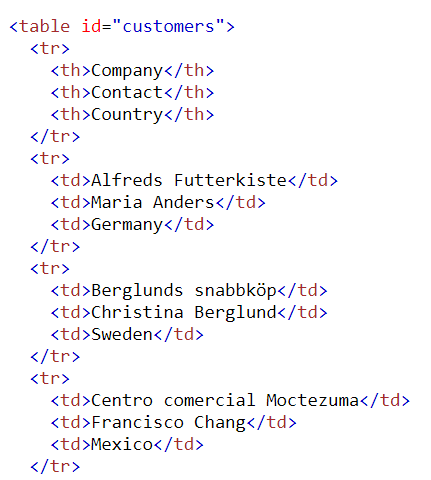 <table id="customers">
  <tr>
    <th>Company</th>
    <th>Contact</th>
    <th>Country</th>
  </tr>
  <tr>
    <td>Alfreds Futterkiste</td>
    <td>Maria Anders</td>
    <td>Germany</td>
  </tr>
  <tr>
    <td>Berglunds snabbköp</td>
    <td>Christina Berglund</td>
    <td>Sweden</td>
  </tr>
  <tr>
    <td>Centro comercial Moctezuma</td>
    <td>Francisco Chang</td>
    <td>Mexico</td>
  </tr>